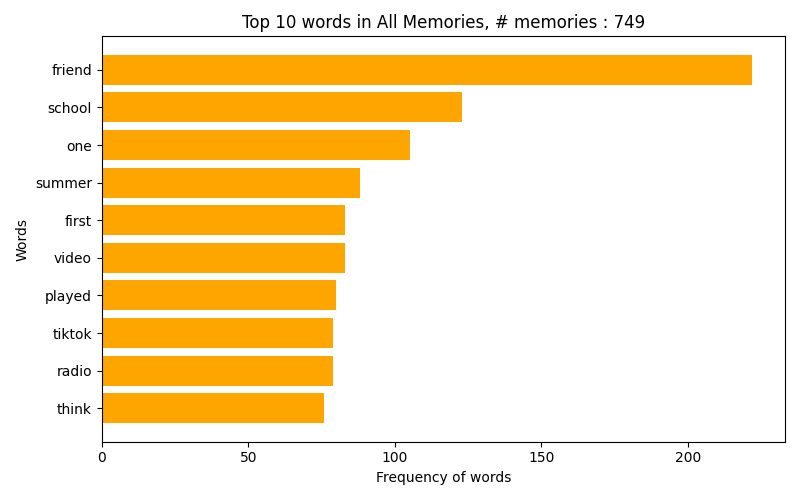 Top 10 words in All Memories, # memories : 749
friend
school
one
summer
first
video
played
tiktok
radio
think
Words
0 50 100 150 200
Frequency of words